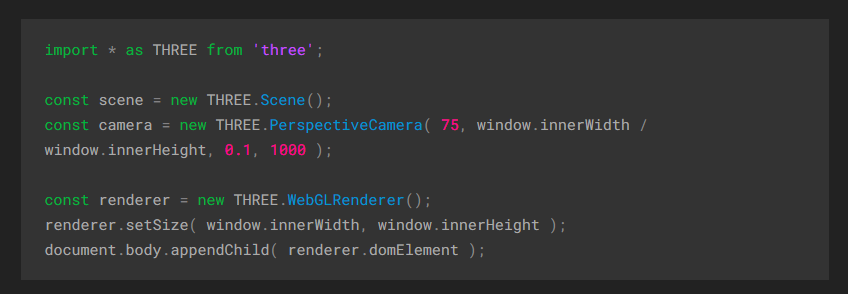 import * as THREE from 'three';
const scene = new THREE.Scene();
const camera = new THREE.PerspectiveCamera( 75, window.innerWidth /
window.innerHeight, 0.1, 1000 );
const renderer = new THREE.WebGLRenderer();
renderer.setSize( window.innerWidth, window.innerHeight );
document.body.appendChild( renderer.domElement );